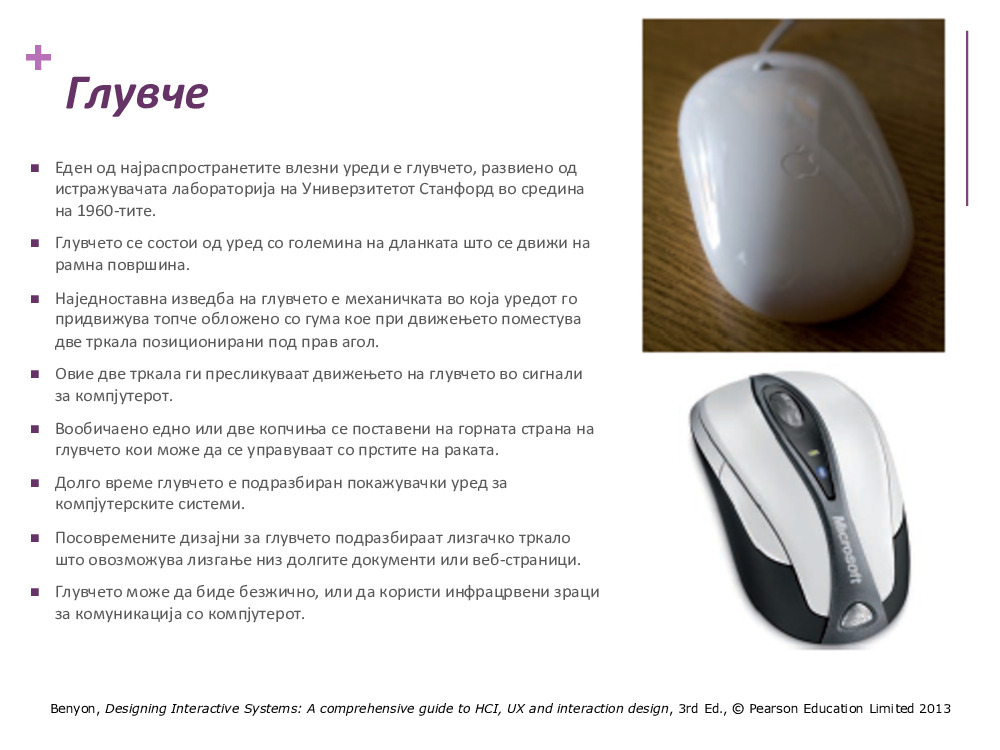 Глувче
Еден од најраспространетите влезни уреди е глувчето, развиено од
истражувачата лабораторија на Универзитетот Станфорд во средина
на 1960-тите.
Глувчето се состои од уред со големина на дланката што се движи на
рамна површина.
Наједноставна изведба на глувчето е механичката во која уредот го
придвижува топче обложено со гума кое при движењето поместува
две тркала позиционирани под прав агол.
Овие две тркала ги пресликуваат движењето на глувчето во сигнали
за компјутерот.
Вообичаено едно или две копчиња се поставени на горната страна на
глувчето кои може да се управуваат со прстите на раката.
Долго време глувчето е подразбиран покажувачки уред за
компјутерските системи.
Посовремените дизајни за глувчето подразбираат лизгачко тркало
што овозможува лизгање низ долгите документи или веб-страници.
Глувчето може да биде безжично, или да користи инфрацрвени зраци
за комуникација со компјутерот.
Microsoft
Benyon, Designing Interactive Systems: A comprehensive guide to HCI, UX and interaction design, 3rd Ed., © Pearson Education Limited 2013